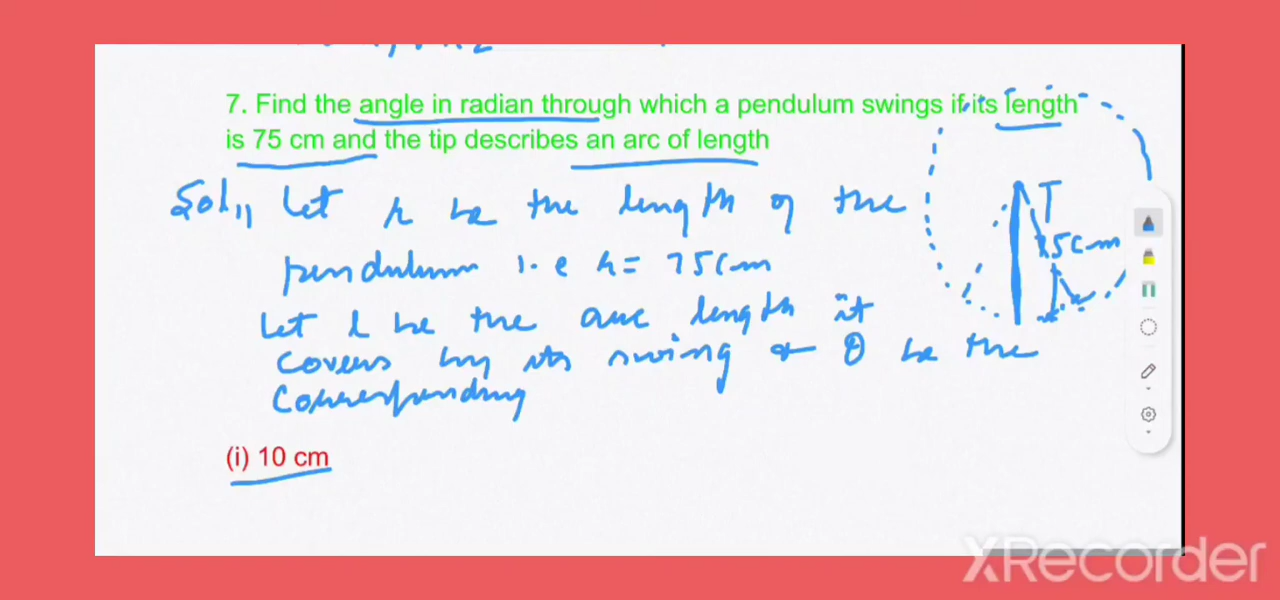 7. Find the angle in radian through which a pendulum swings if its length
is 75 cm and the tip describes an arc of length
Sol,, Let r be the length of the
pendulum i.e r = 75cm
Let l be the arc length it
covers by its swing & θ be the
corresponding
T
75cm
(i) 10 cm
XRecorder